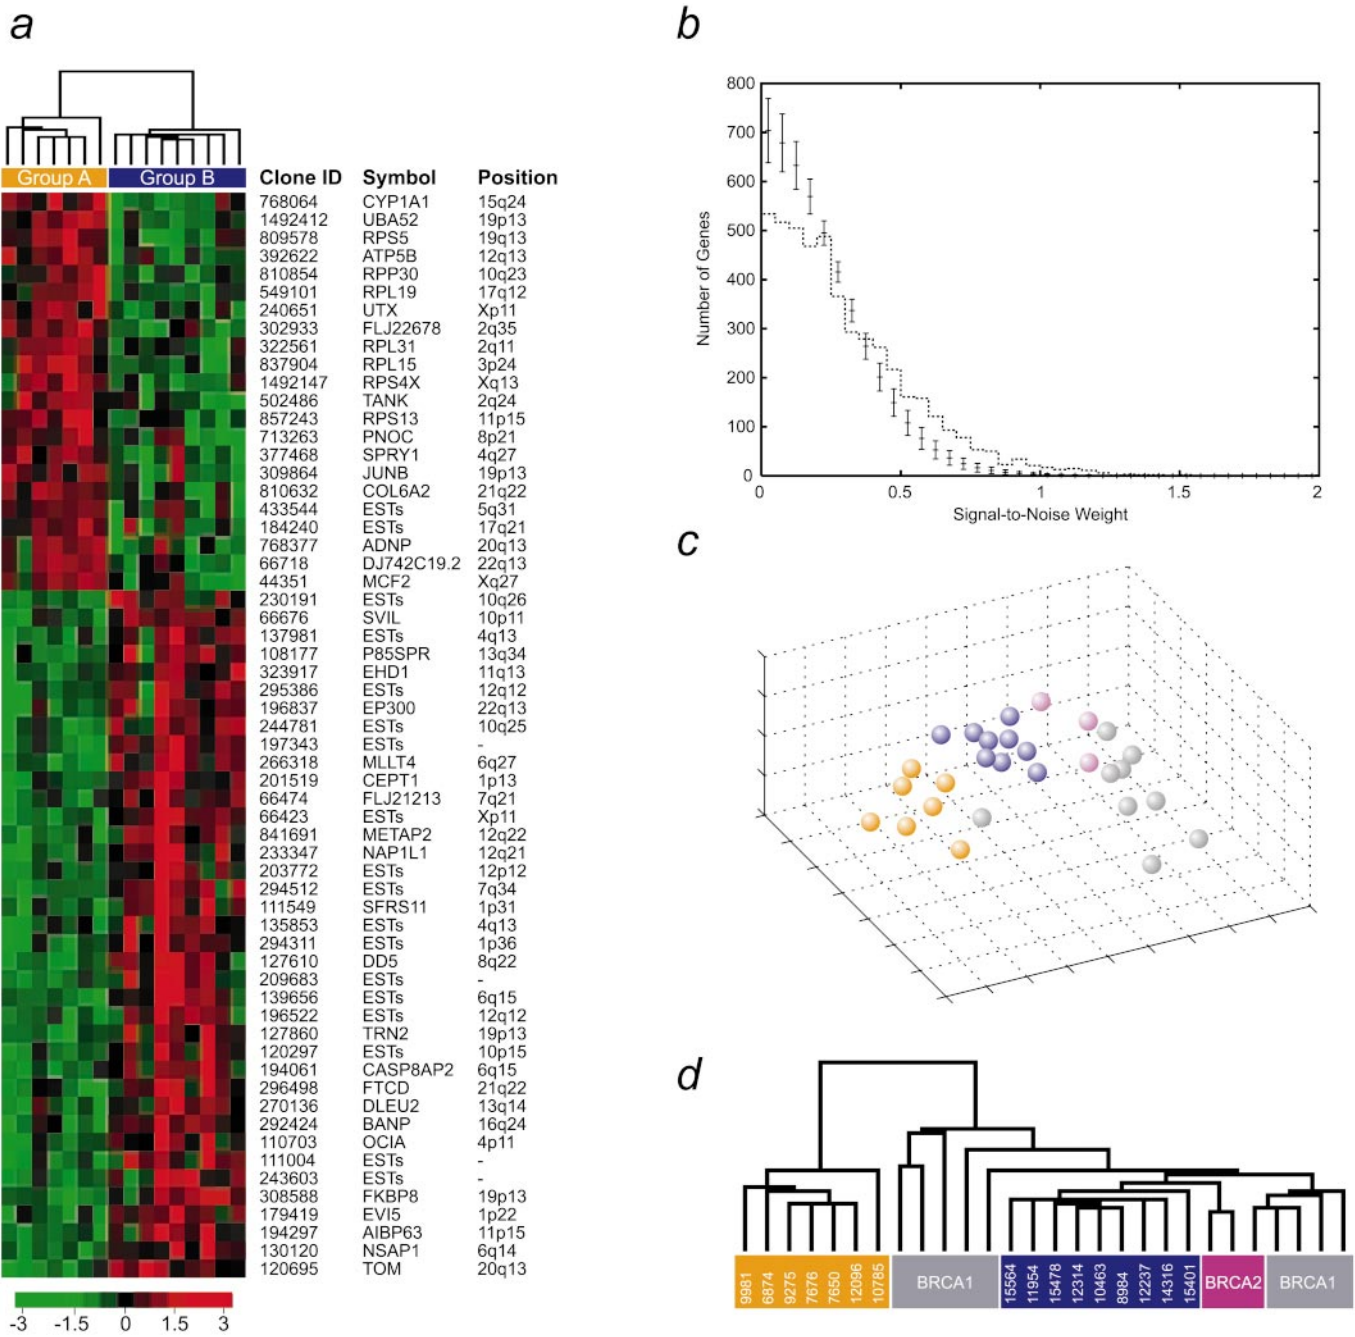 a
Group A Group B
Clone ID Symbol Position
768064 CYP1A1 15q24
1492412 UBA52 19p13
809578 RPS5 19q13
392622 ATP5B 12q13
810854 RPP30 10q23
549101 RPL19 17q12
240651 UTX Xp11
302933 FLJ22678 2q35
322561 RPL31 2q11
837904 RPL15 3p24
1492147 RPS4X Xq13
502486 TANK 2q24
857243 RPS13 11p15
713263 PNOC 8p21
377468 SPRY1 4q27
309864 JUNB 19p13
810632 COL6A2 21q22
433544 ESTs 5q31
184240 ESTs 17q21
768377 ADNP 20q13
66718 DJ742C19.2 22q13
44351 MCF2 Xq27
230191 ESTs 10q26
66676 SVIL 10p11
137981 ESTs 4q13
108177 P85SPR 13q34
323917 EHD1 11q13
295386 ESTs 12q12
196837 EP300 22q13
244781 ESTs 10q25
197343 ESTs -
266318 MLLT4 6q27
201519 CEPT1 1p13
66474 FLJ21213 7q21
66423 ESTs Xp11
841691 METAP2 12q22
233347 NAP1L1 12q21
203772 ESTs 12p12
294512 ESTs 7q34
111549 SFRS11 1p31
135853 ESTs 4q13
294311 ESTs 1p36
127610 DD5 8q22
209683 ESTs -
139656 ESTs 6q15
196522 ESTs 12q12
127860 TRN2 19p13
120297 ESTs 10p15
194061 CASP8AP2 6q15
296498 FTCD 21q22
270136 DLEU2 13q14
292424 BANP 16q24
110703 OCIA 4p11
111004 ESTs -
243603 ESTs -
308588 FKBP8 19p13
179419 EVI5 1p22
194297 AIBP63 11p15
130120 NSAP1 6q14
120695 TOM 20q13
-3 -1.5 0 1.5 3
b
800
700
600
500
400
300
200
100
0
Number of Genes
0 0.5 1 1.5 2
Signal-to-Noise Weight
c
d
9981
6874
9275
7676
7650
12096
10785
BRCA1
15564
11954
15478
12314
10463
8984
12237
14316
15401
BRCA2
BRCA1